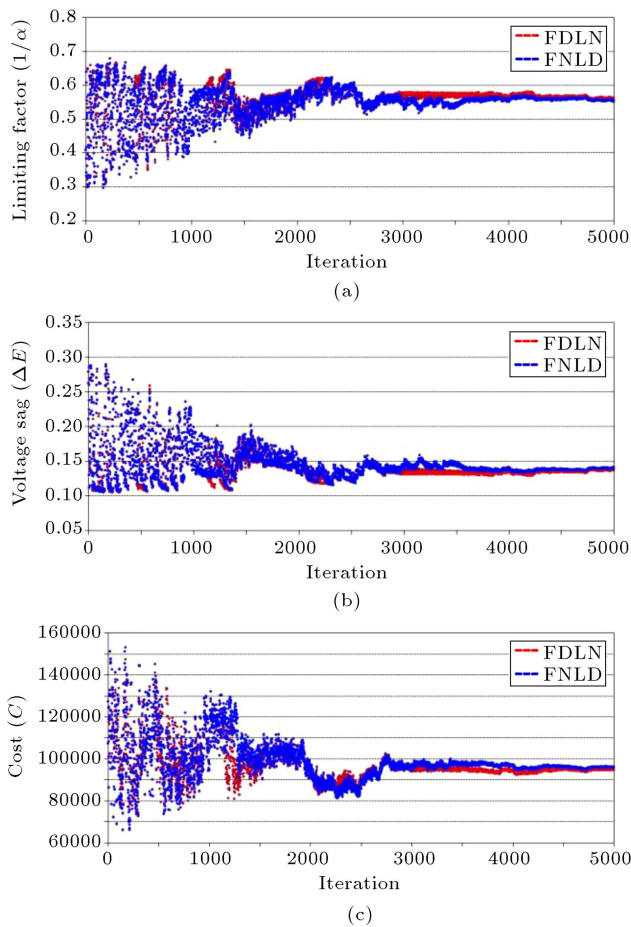 0.8
0.7
0.6
0.5
0.4
0.3
0.2
Limiting factor (1/α)
FDLN
FNLD
0 1000 2000 3000 4000 5000
Iteration
(a)
0.35
0.30
0.25
0.20
0.15
0.10
0.05
Voltage sag (ΔE)
FDLN
FNLD
0 1000 2000 3000 4000 5000
Iteration
(b)
160000
140000
120000
100000
80000
60000
Cost (C)
FDLN
FNLD
0 1000 2000 3000 4000 5000
Iteration
(c)